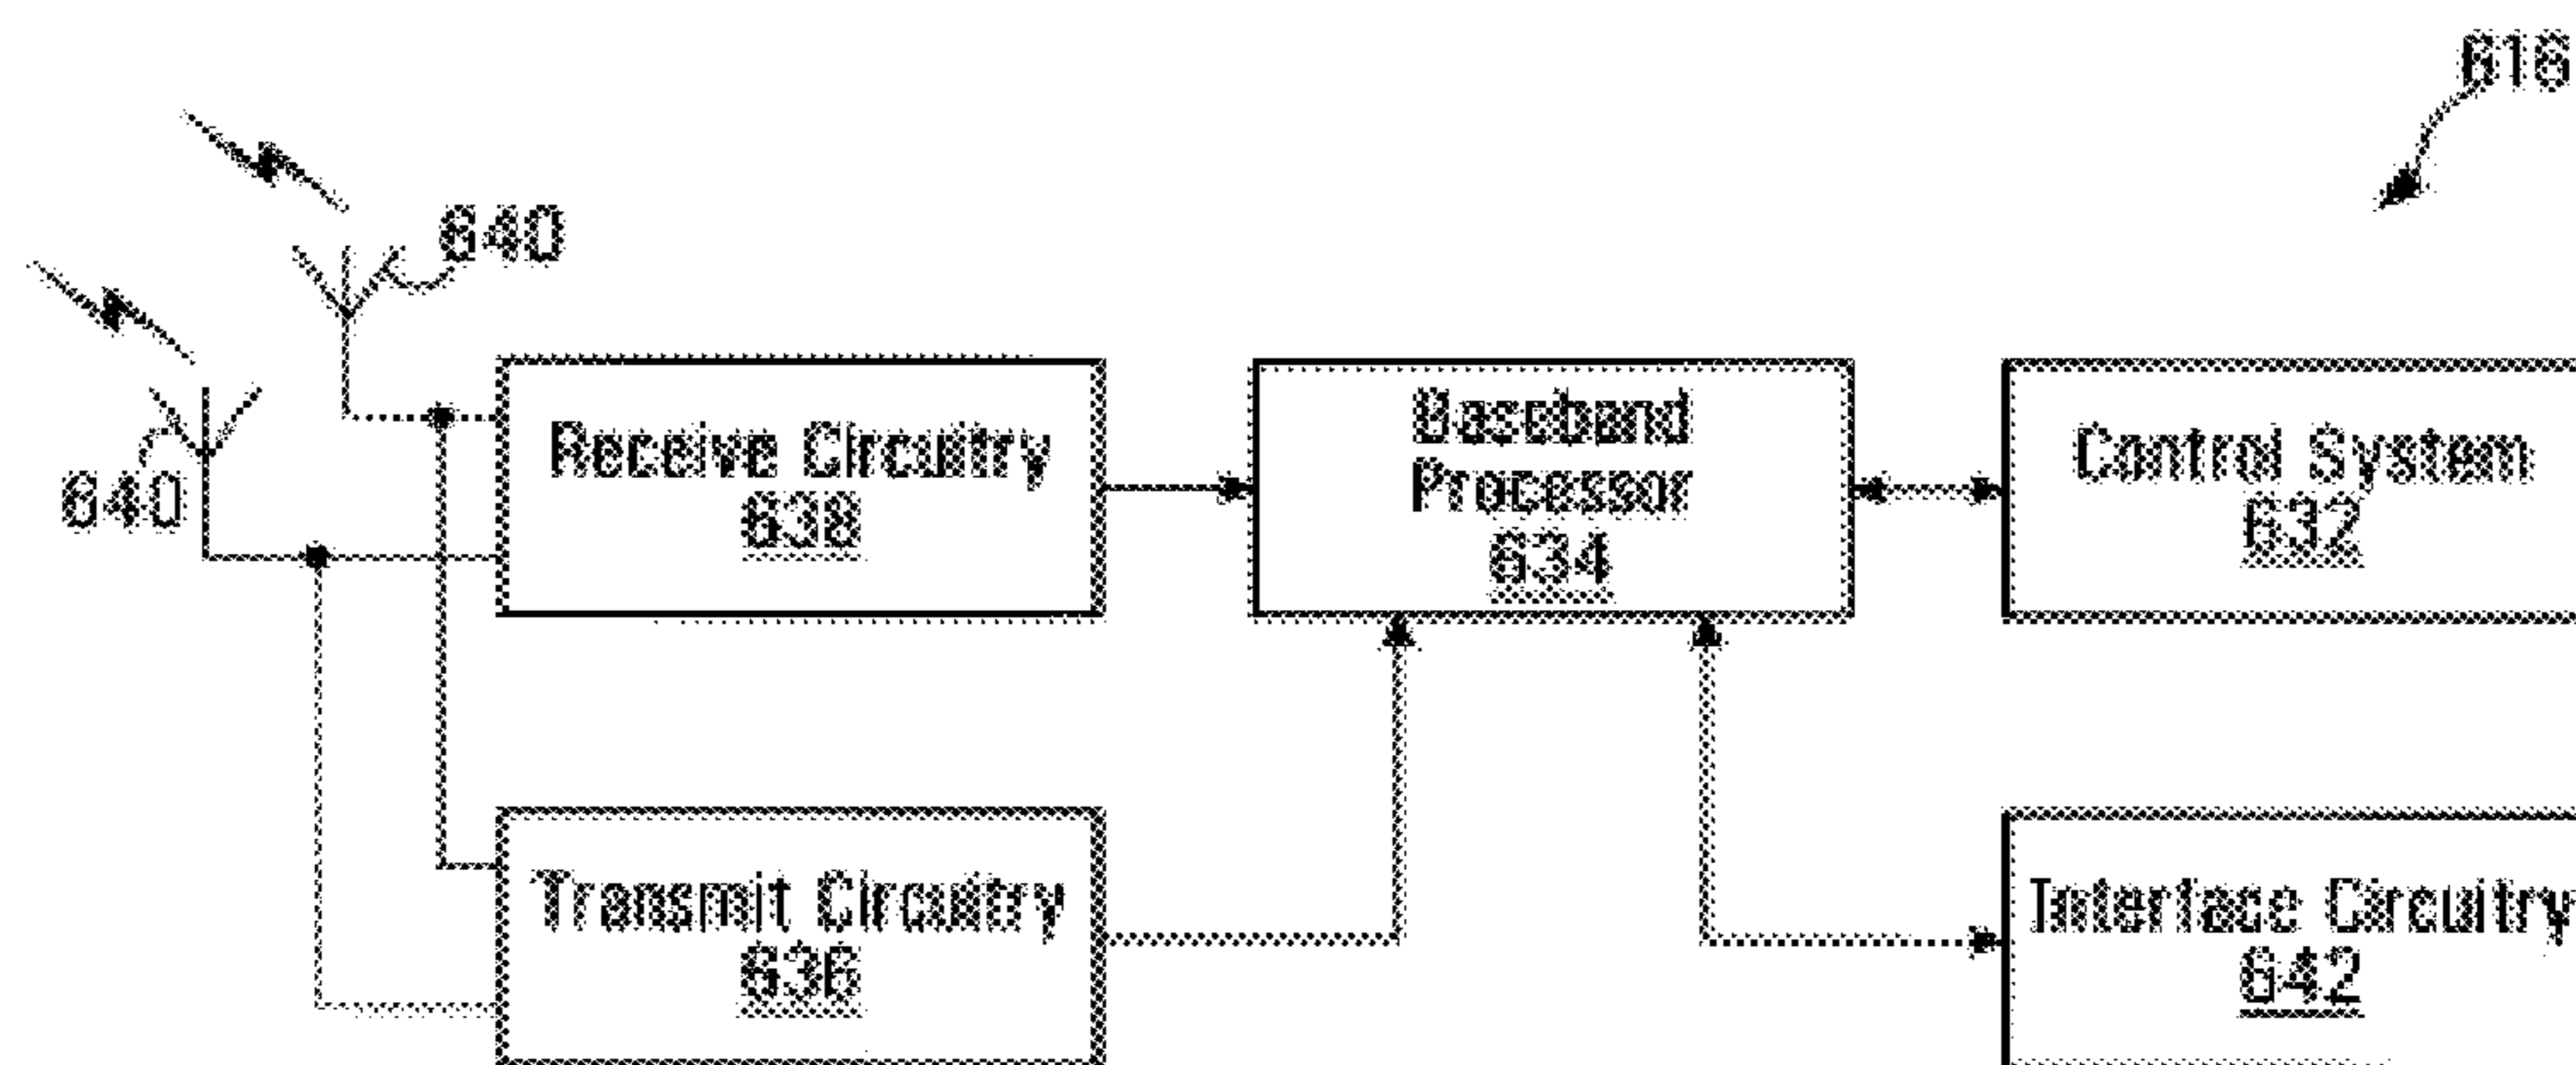 616
640
640
Receive Circuitry
638
Baseband
Processor
634
Control System
632
Transmit Circuitry
636
Interface Circuitry
642